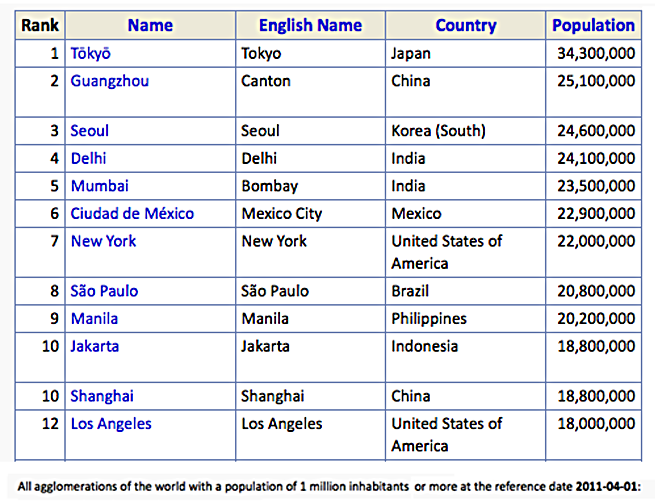 Rank Name English Name Country Population
1 Tōkyō Tokyo Japan 34,300,000
2 Guangzhou Canton China 25,100,000
3 Seoul Seoul Korea (South) 24,600,000
4 Delhi Delhi India 24,100,000
5 Mumbai Bombay India 23,500,000
6 Ciudad de México Mexico City Mexico 22,900,000
7 New York New York United States of 22,000,000
America
8 São Paulo São Paulo Brazil 20,800,000
9 Manila Manila Philippines 20,200,000
10 Jakarta Jakarta Indonesia 18,800,000
10 Shanghai Shanghai China 18,800,000
12 Los Angeles Los Angeles United States of 18,000,000
America
All agglomerations of the world with a population of 1 million inhabitants or more at the reference date 2011-04-01: